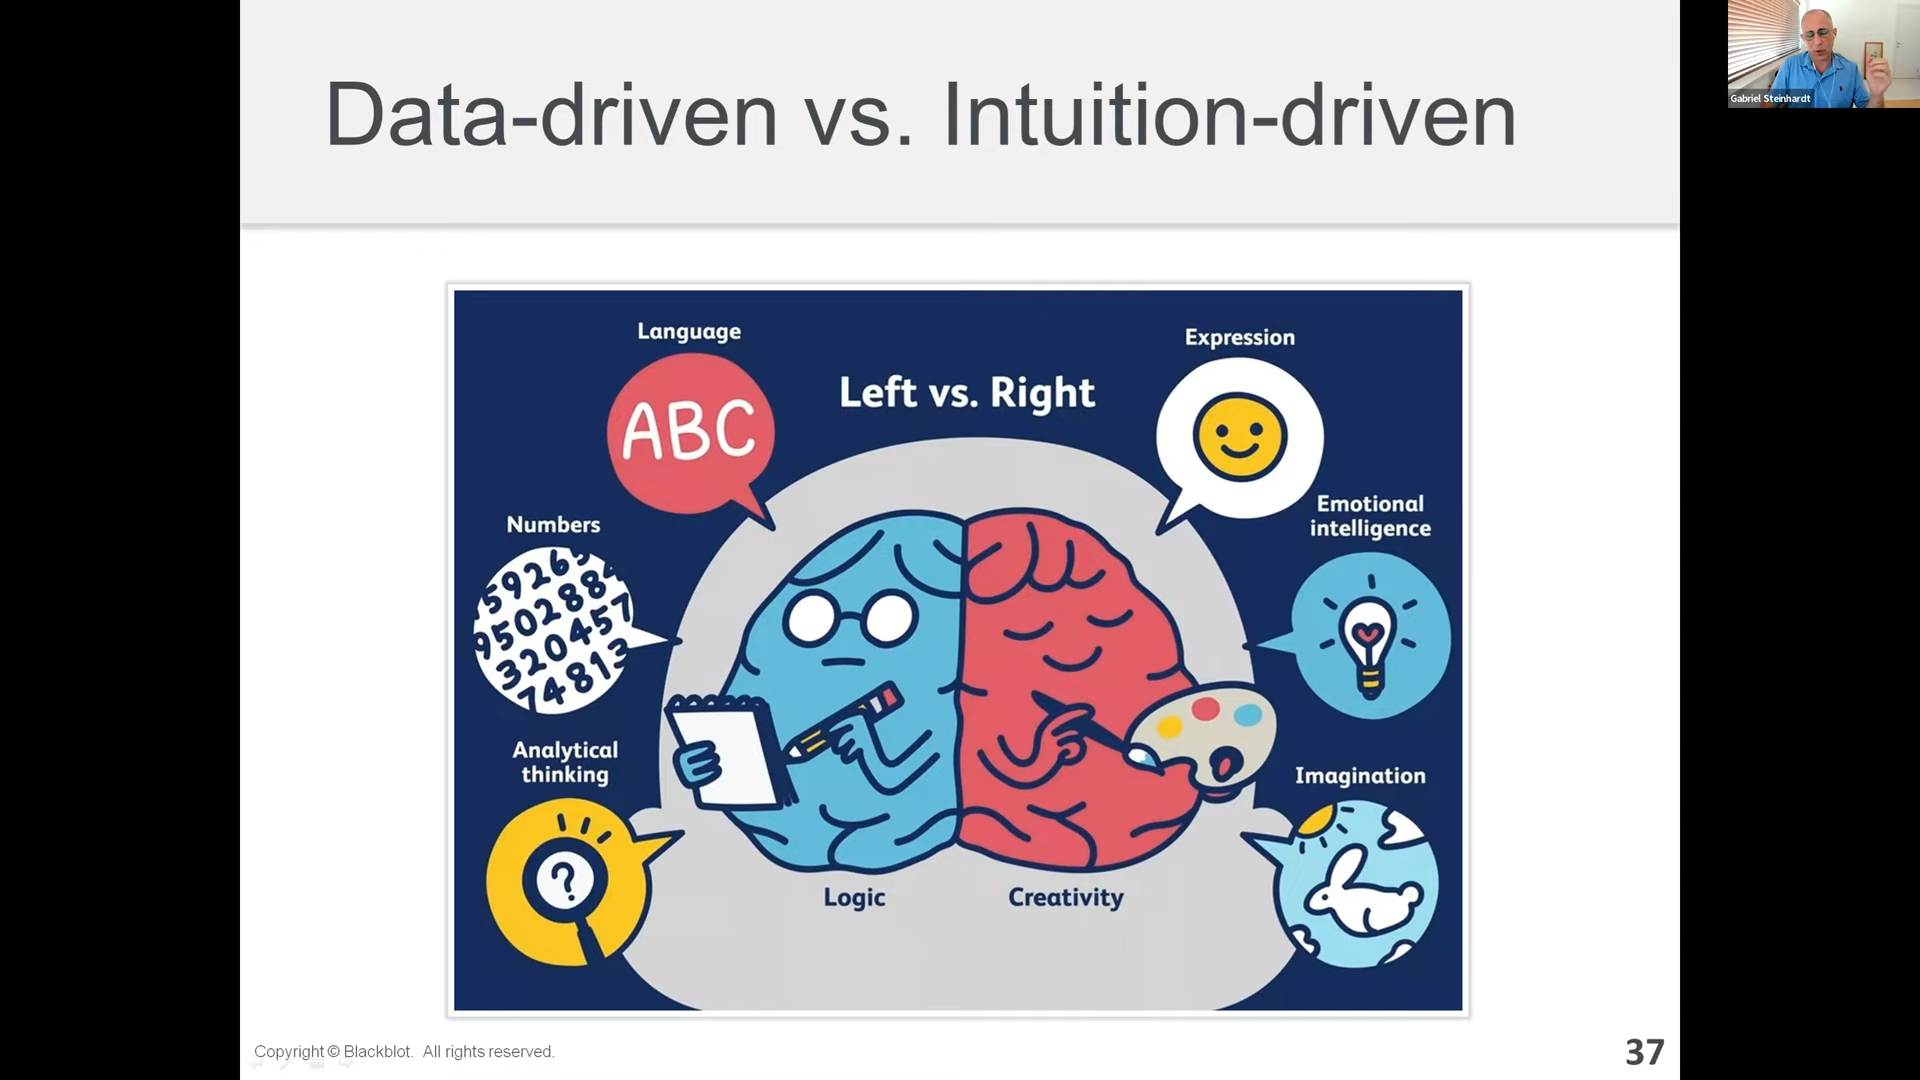 Data-driven vs. Intuition-driven
Gabriel Steinhardt
Left vs. Right
Language
ABC
Numbers
5926
950288
320457
74813
Analytical
thinking
?
Expression
Emotional
intelligence
Imagination
Logic
Creativity
Copyright © Blackblot. All rights reserved.
37